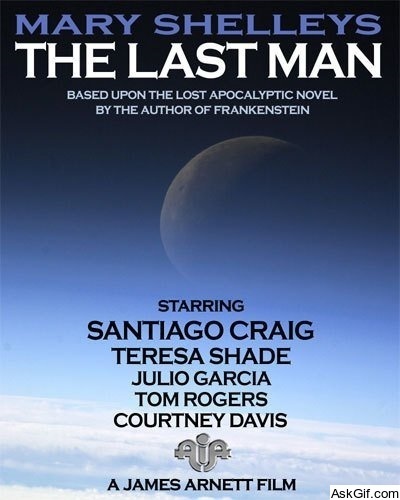 MARY SHELLEYS
THE LAST MAN
BASED UPON THE LOST APOCALYPTIC NOVEL
BY THE AUTHOR OF FRANKENSTEIN
STARRING
SANTIAGO CRAIG
TERESA SHADE
JULIO GARCIA
TOM ROGERS
COURTNEY DAVIS
AJA
A JAMES ARNETT FILM
AskGif.com